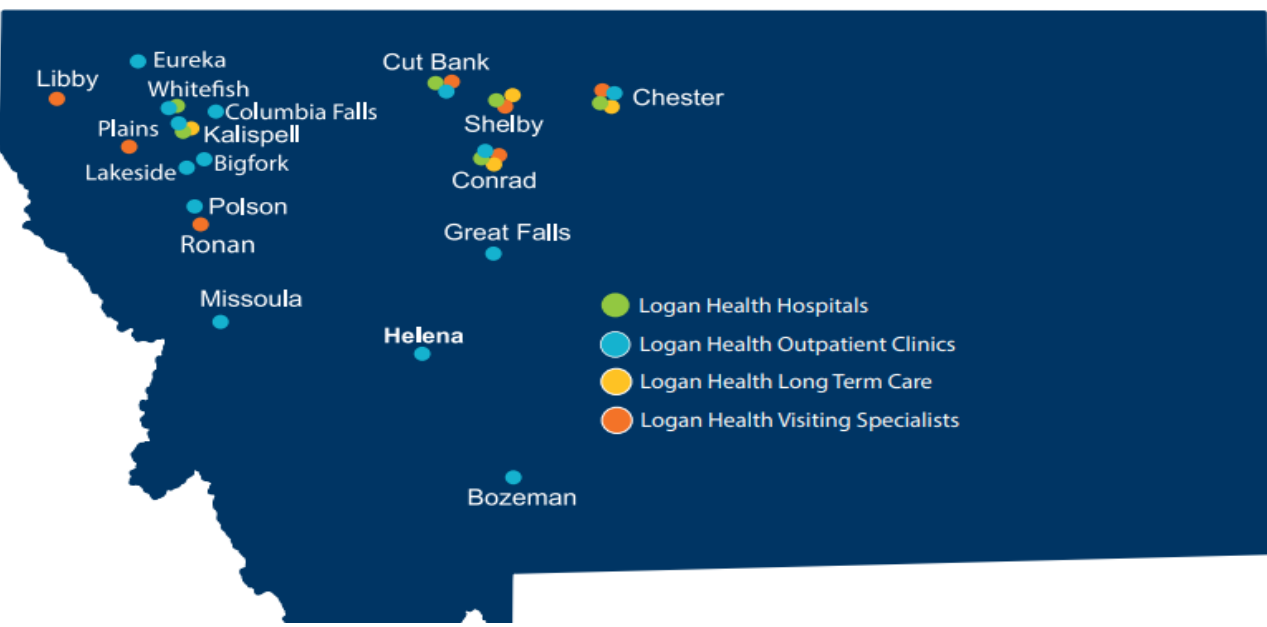 Eureka
Cut Bank
Libby
Whitefish
Chester
Columbia Falls
Shelby
Plains
Kalispell
Bigfork
Lakeside
Conrad
Polson
Great Falls
Ronan
Missoula
Logan Health Hospitals
Helena
Logan Health Outpatient Clinics
Logan Health Long Term Care
Logan Health Visiting Specialists
Bozeman